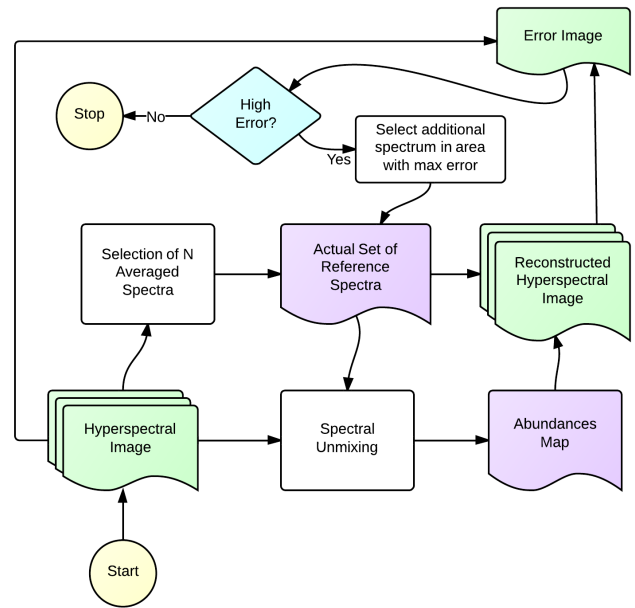 Error Image
Stop
No
High
Error?
Yes
Select additional
spectrum in area
with max error
Selection of N
Averaged
Spectra
Actual Set of
Reference
Spectra
Reconstructed
Hyperspectral
Image
Hyperspectral
Image
Spectral
Unmixing
Abundances
Map
Start